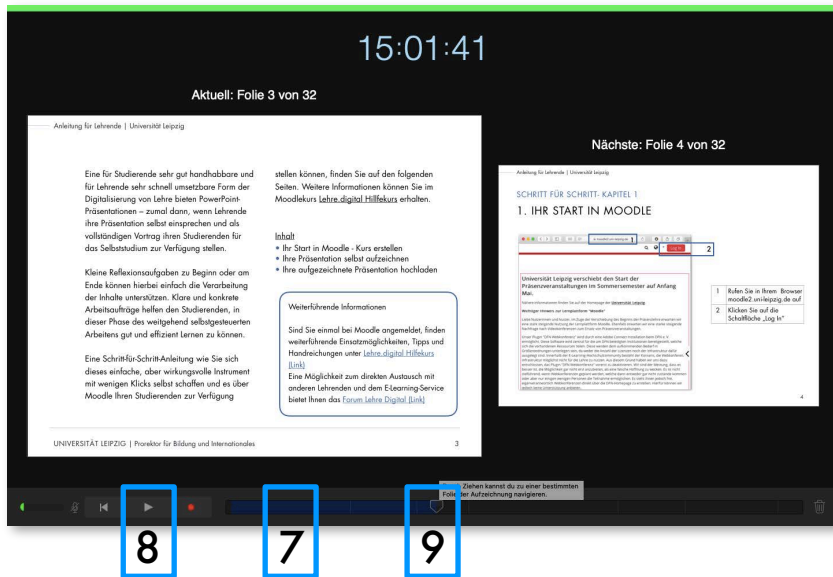 15:01:41
Aktuell: Folie 3 von 32
Anleitung für Lehrende | Universität Leipzig
Eine für Studierende sehr gut handhabbare und
für Lehrende sehr schnell umsetzbare Form der
Digitalisierung von Lehre bieten PowerPoint-
Präsentationen – zumal dann, wenn Lehrende
ihre Präsentation selbst einsprechen und als
vollständigen Vortrag ihren Studierenden für
das Selbststudium zur Verfügung stellen.
Kleine Reflexionsaufgaben zu Beginn oder am
Ende können hierbei einfach die Verarbeitung
der Inhalte unterstützen. Klare und konkrete
Arbeitsaufträge helfen den Studierenden, in
dieser Phase des weitgehend selbstgesteuerten
Arbeitens gut und effizient Lernen zu können.
Eine Schritt-für-Schritt-Anleitung wie Sie sich
dieses einfache, aber wirkungsvolle Instrument
mit wenigen Klicks selbst schaffen und es über
Moodle Ihren Studierenden zur Verfügung
stellen können, finden Sie auf den folgenden
Seiten. Weitere Informationen können Sie im
Moodlekurs Lehre.digital Hillfekurs erhalten.
Inhalt
• Ihr Start in Moodle - Kurs erstellen
• Ihre Präsentation selbst aufzeichnen
• Ihre aufgezeichnete Präsentation hochladen
Weiterführende Informationen
Sind Sie einmal bei Moodle angemeldet, finden
weiterführende Einsatzmöglichkeiten, Tipps und
Handreichungen unter Lehre.digital Hilfekurs
(Link)
Eine Möglichkeit zum direkten Austausch mit
anderen Lehrenden und dem E-Learning-Service
bietet Ihnen das Forum Lehre Digital (Link)
UNIVERSITÄT LEIPZIG | Prorektor für Bildung und Internationales
3
Nächste: Folie 4 von 32
Anleitung für Lehrende | Universität Leipzig
SCHRITT FÜR SCHRITT- KAPITEL 1
1. IHR START IN MOODLE
1
Log in
2
Universität Leipzig verschiebt den Start der
Präsenzveranstaltungen im Sommersemester auf Anfang
Mai.
1 Rufen Sie in Ihrem Browser
moodle2.uni-leipzig.de auf
2 Klicken Sie auf die
Schaltfläche „Log In"
4
Ziehen kannst du zu einer bestimmten
Folie der Aufzeichnung navigieren.
8
7
9